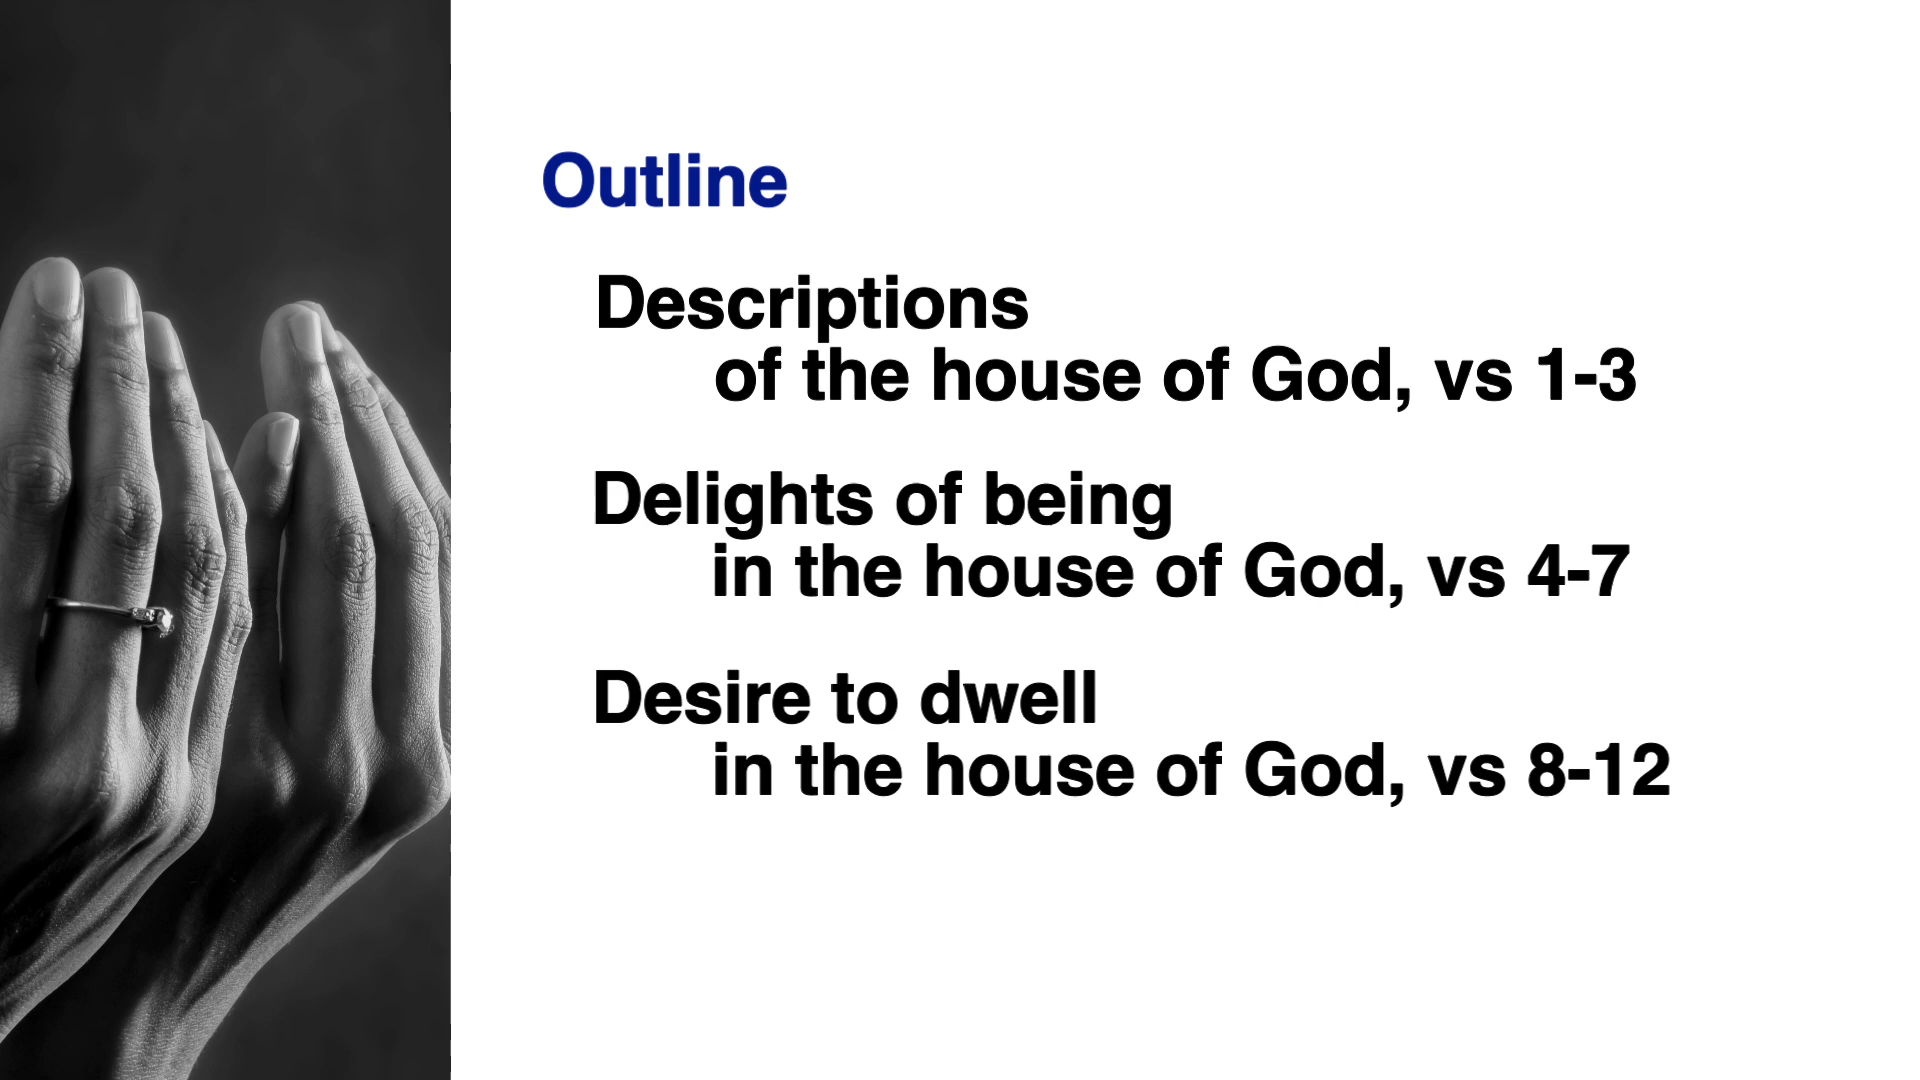 Outline
Descriptions
of the house of God, vs 1-3
Delights of being
in the house of God, vs 4-7
Desire to dwell
in the house of God, vs 8-12